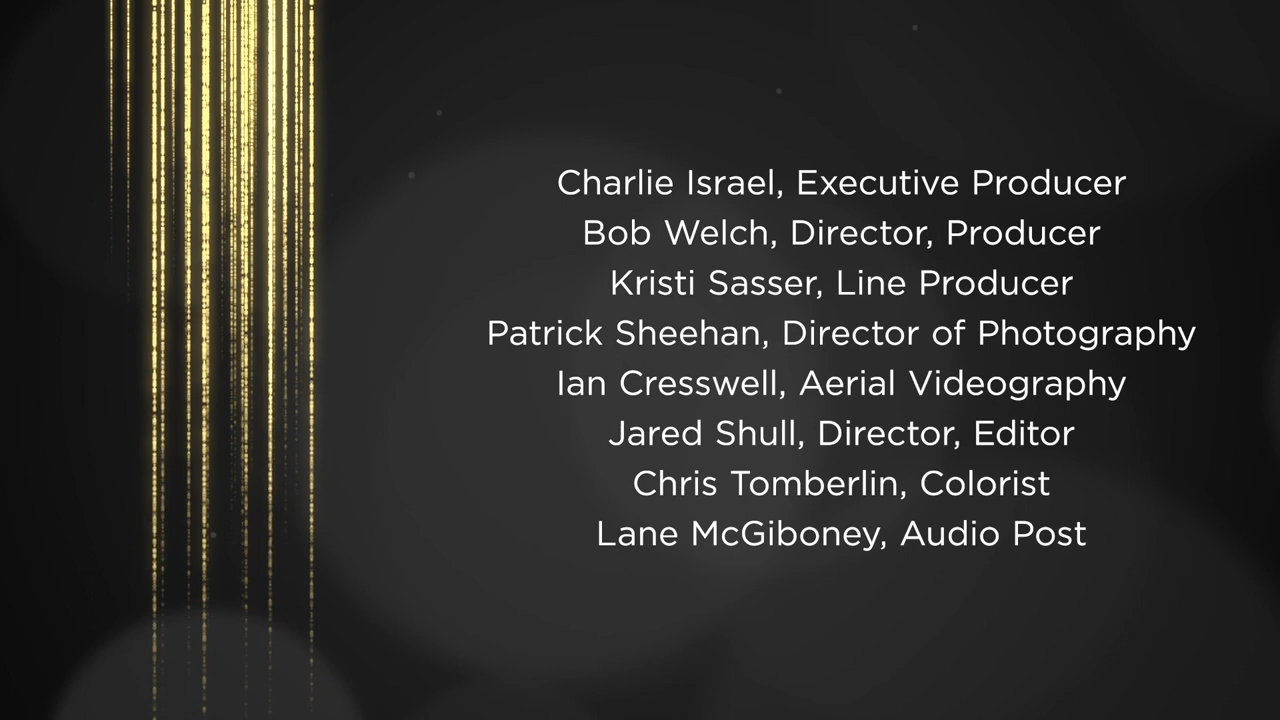 Charlie Israel, Executive Producer
Bob Welch, Director, Producer
Kristi Sasser, Line Producer
Patrick Sheehan, Director of Photography
Ian Cresswell, Aerial Videography
Jared Shull, Director, Editor
Chris Tomberlin, Colorist
Lane McGiboney, Audio Post